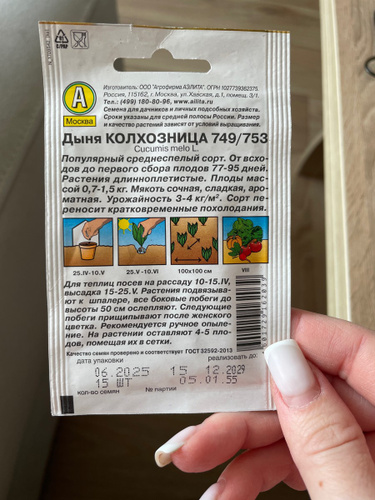 Изготовитель: ООО "Агрофирма АЭЛИТА". ОГРН 1027739362375.
Россия, 115162, г. Москва, ул. Хавская, д.1, помещ. 3/1.
Тел.: (499) 180-80-96, www.ailita.ru
Семена для дачников и личных подсобных хозяйств.
Сроки указаны для средней полосы России. Размер
и качество растений зависят от условий выращивания.
А
Москва
Дыня КОЛХОЗНИЦА 749/753
Cucumis melo L.
Популярный среднеспелый сорт. От всхо-
дов до первого сбора плодов 77-95 дней.
Растения длинноплетистые. Плоды мас-
сой 0,7-1,5 кг. Мякоть сочная, сладкая, аро-
матная. Урожайность 3-4 кг/м². Сорт пе-
реносит кратковременные похолодания.
25.IV-10.V
25.V -10.VI
100x100 см
VIII
Для теплиц посев на рассаду 10-15.IV,
высадка 15-25.V. Растения подвязыва-
ют к шпалере, все боковые побеги до
высоты 50 см ослепляют. Следующие
побеги прищипывают после женского
цветка. Рекомендуется ручное опыле-
ние. На растении оставляют 4-5 пло-
дов, помещая их в сетки.
Качество семян проверено и соответствует ГОСТ 32592-2013
дата упаковки
реализовать до:
06.2025
15
12.2029
15 ШТ
05.01.55
кол-во семян
№ партии